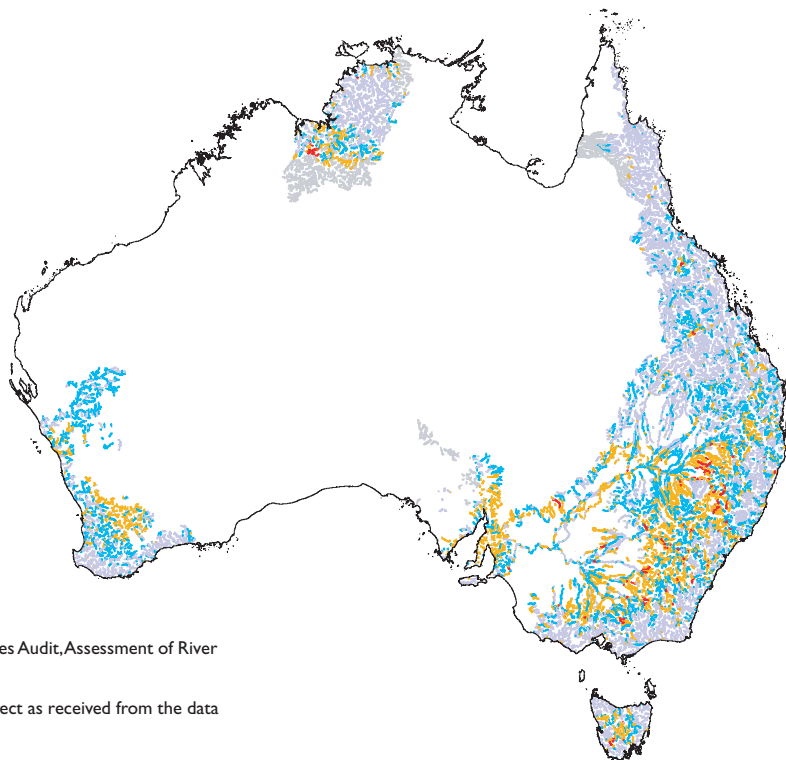 es Audit, Assessment of River
ect as received from the data